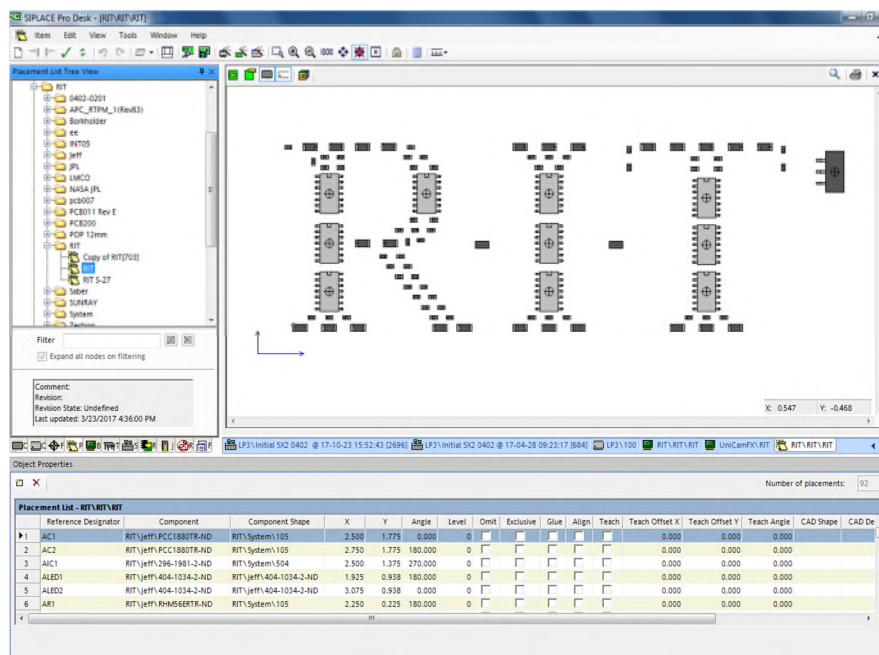 SIPLACE Pro Desk - [RIT\RIT\RIT]
Item Edit View Tools Window Help
Placement List Tree View
RIT
0402-0201
APC_RTPM_1(Rev83)
Borkholder
ee
INT05
Jeff
JPL
LMCO
NASA JPL
pcb007
PCB011 Rev E
PCB200
POP 12mm
RIT
Copy of RIT[703]
RIT
RIT S-27
Saber
SUNRAY
System
Filter
Expand all nodes on filtering
Comment:
Revision:
Revision State: Undefined
Last updated: 3/23/2017 4:36:00 PM
X: 0.547 Y: -0.468
LP3\Initial SX2 0402 @ 17-10-23 15:52:43 [2696] LP3\Initial SX2 0402 @ 17-04-28 09:23:17 [684] LP3\100 RIT\RIT\RIT UniCamFX\RIT RIT\RIT\RIT
Object Properties
Number of placements: 92
Placement List - RIT\RIT\RIT
Reference Designator Component Component Shape X Y Angle Level Omit Exclusive Glue Align Teach Teach Offset X Teach Offset Y Teach Angle CAD Shape CAD De
1 AC1 RIT\jeff\PCC1880TR-ND RIT\System\105 2.500 1.775 0.000 0 0.000 0.000 0.000
2 AC2 RIT\jeff\PCC1880TR-ND RIT\System\105 2.750 1.775 180.000 0 0.000 0.000 0.000
3 AIC1 RIT\jeff\296-1981-2-ND RIT\System\504 2.500 1.375 270.000 0 0.000 0.000 0.000
4 ALED1 RIT\jeff\404-1034-2-ND RIT\jeff\404-1034-2-ND 1.925 0.938 180.000 0 0.000 0.000 0.000
5 ALED2 RIT\jeff\404-1034-2-ND RIT\jeff\404-1034-2-ND 3.075 0.938 0.000 0 0.000 0.000 0.000
6 AR1 RIT\jeff\RHM56ERTR-ND RIT\System\105 2.250 0.225 180.000 0 0.000 0.000 0.000